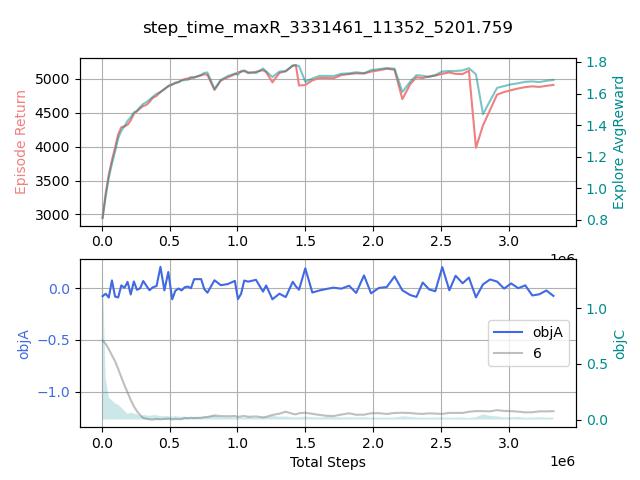 step_time_maxR_3331461_11352_5201.759
5000
4500
4000
3500
3000
Episode Return
1.8
1.6
1.4
1.2
1.0
0.8
Explore AvgReward
0.0 0.5 1.0 1.5 2.0 2.5 3.0
1e6
0.0
−0.5
−1.0
objA
1.0
0.5
0.0
objC
objA
6
0.0 0.5 1.0 1.5 2.0 2.5 3.0
Total Steps
1e6